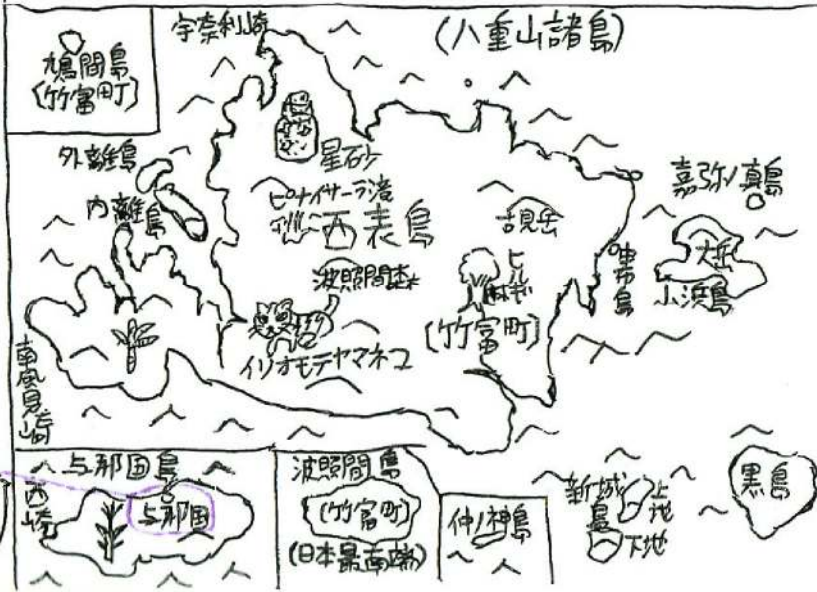 (八重山諸島)
宇奈利崎
鳩間島
(竹富町)
星砂
外離島
内離島
ピナイサーラ滝
西表島
古見岳
嘉弥ノ真島
大岳
小浜島
由布島
波照間森
ヒルギ
林
(竹富町)
イリオモテヤマネコ
南風見崎
与那国島
西崎
与那国
波照間島
(竹富町)
(日本最南端)
仲ノ神島
新城島
上地
下地
黒島